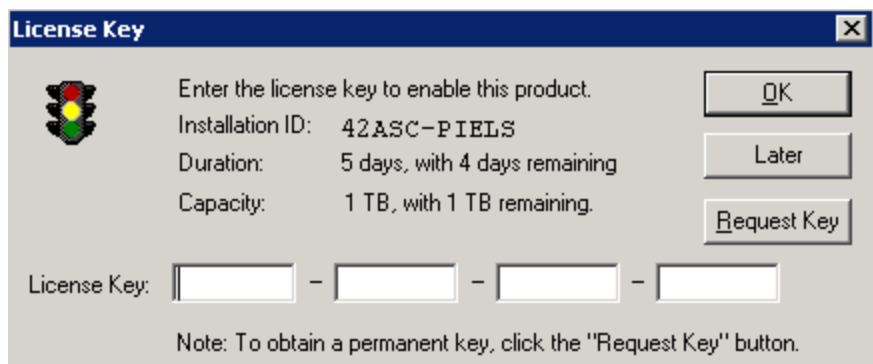 License Key
Enter the license key to enable this product.
Installation ID: 42ASC-PIELS
Duration: 5 days, with 4 days remaining
Capacity: 1 TB, with 1 TB remaining.
OK
Later
Request Key
License Key: - - -
Note: To obtain a permanent key, click the "Request Key" button.